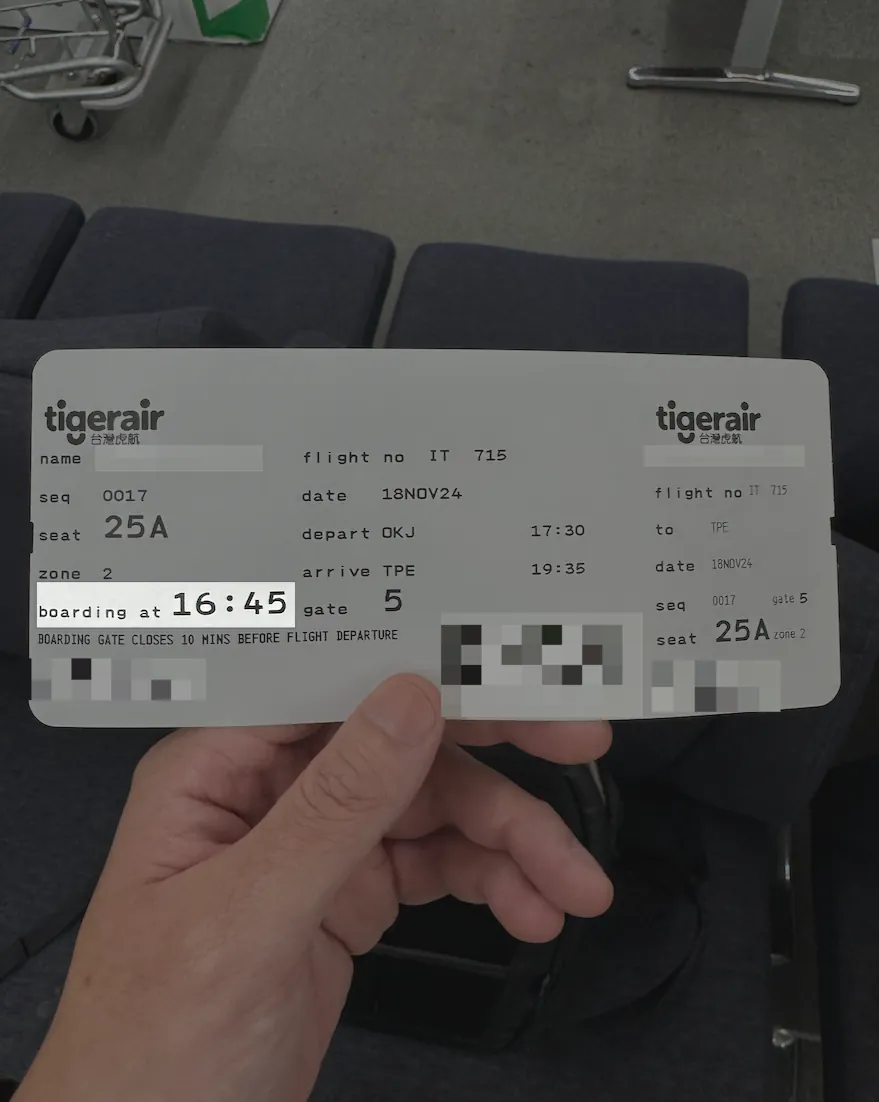 tigerair
台灣虎航
name
flight no IT 715
seq 0017
date 18NOV24
seat 25A
depart OKJ 17:30
zone 2
arrive TPE 19:35
boarding at 16:45
gate 5
BOARDING GATE CLOSES 10 MINS BEFORE FLIGHT DEPARTURE
tigerair
台灣虎航
flight no IT 715
to TPE
date 18NOV24
seq 0017 gate 5
seat 25A zone 2